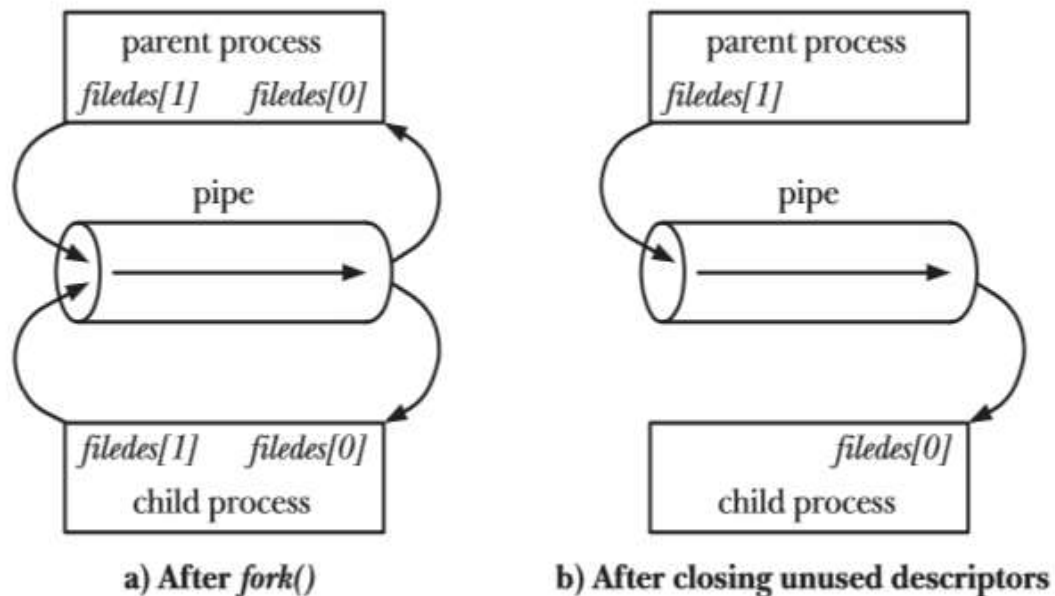 parent process
filedes[1] filedes[0]
pipe
filedes[1] filedes[0]
child process
a) After fork()
parent process
filedes[1]
pipe
filedes[0]
child process
b) After closing unused descriptors